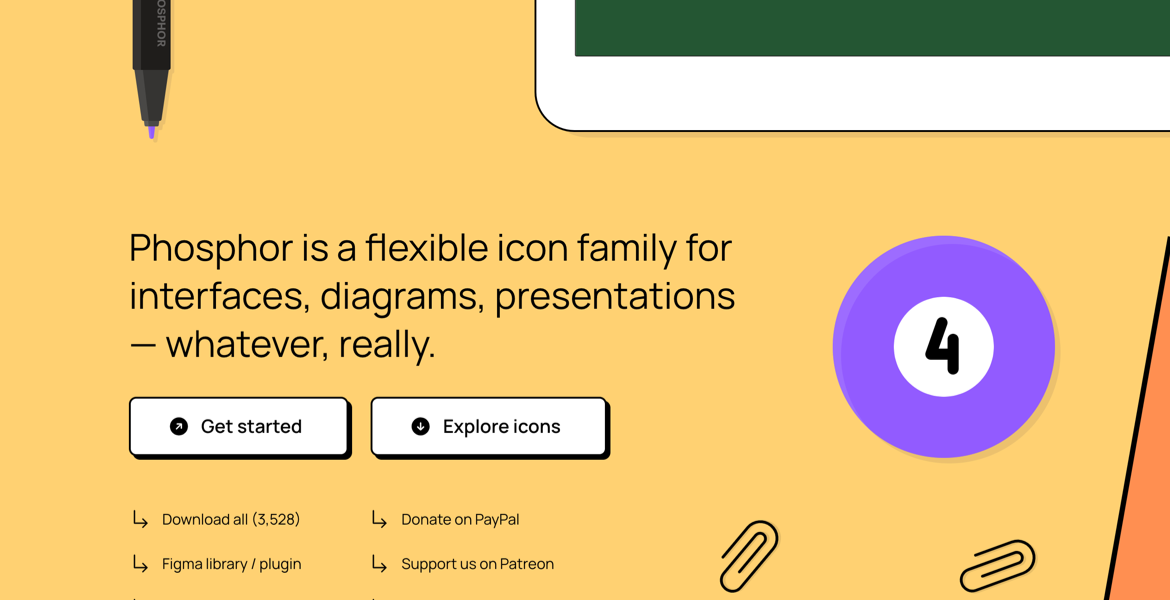 OSPHOR
Phosphor is a flexible icon family for
interfaces, diagrams, presentations
— whatever, really.
4
Get started
Explore icons
Download all (3,528)
Donate on PayPal
Figma library / plugin
Support us on Patreon